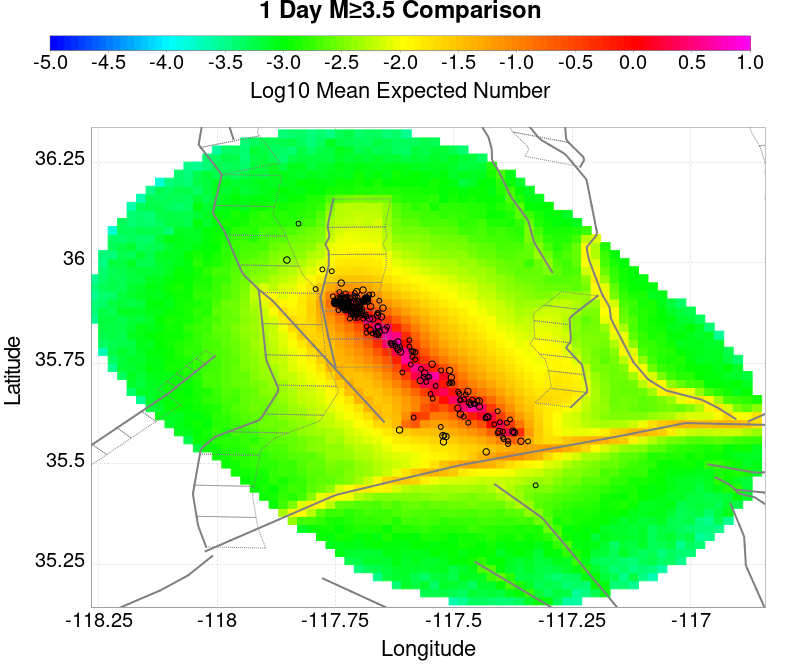 1 Day M≥3.5 Comparison
-5.0 -4.5 -4.0 -3.5 -3.0 -2.5 -2.0 -1.5 -1.0 -0.5 0.0 0.5 1.0
Log10 Mean Expected Number
36.25
36
35.75
35.5
35.25
Latitude
-118.25 -118 -117.75 -117.5 -117.25 -117
Longitude